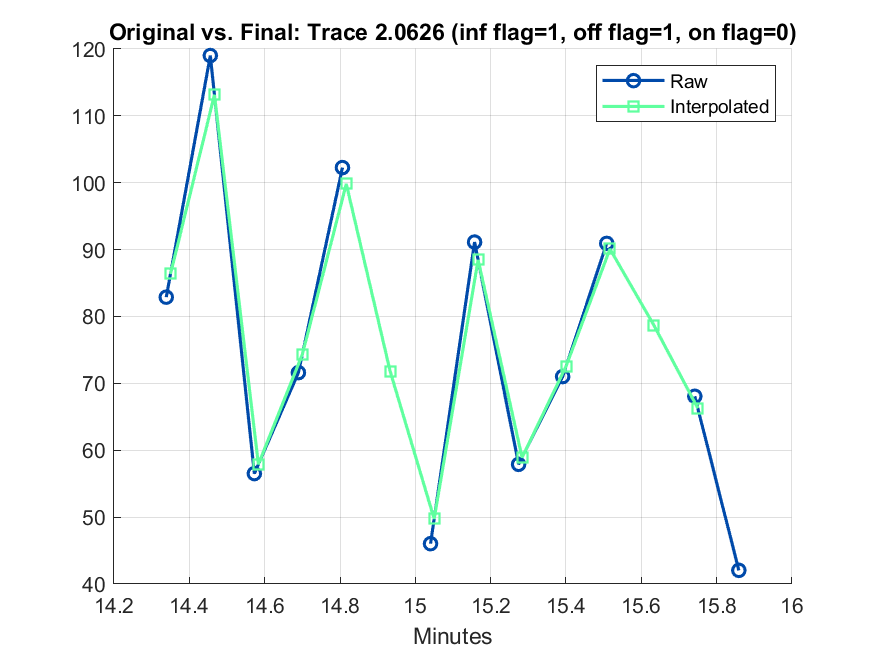 Original vs. Final: Trace 2.0626 (inf flag=1, off flag=1, on flag=0)
Raw
Interpolated
120
110
100
90
80
70
60
50
40
14.2 14.4 14.6 14.8 15 15.2 15.4 15.6 15.8 16
Minutes